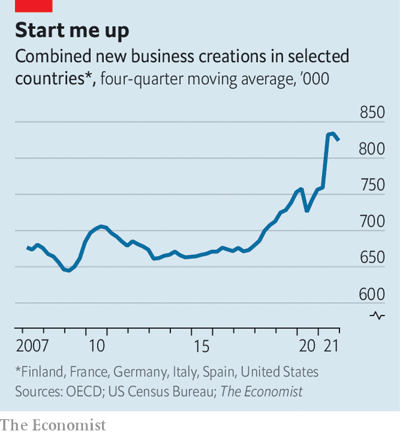 Start me up
Combined new business creations in selected
countries*, four-quarter moving average, ’000
850
800
750
700
650
600
2007 10 15 20 21
*Finland, France, Germany, Italy, Spain, United States
Sources: OECD; US Census Bureau; The Economist
The Economist